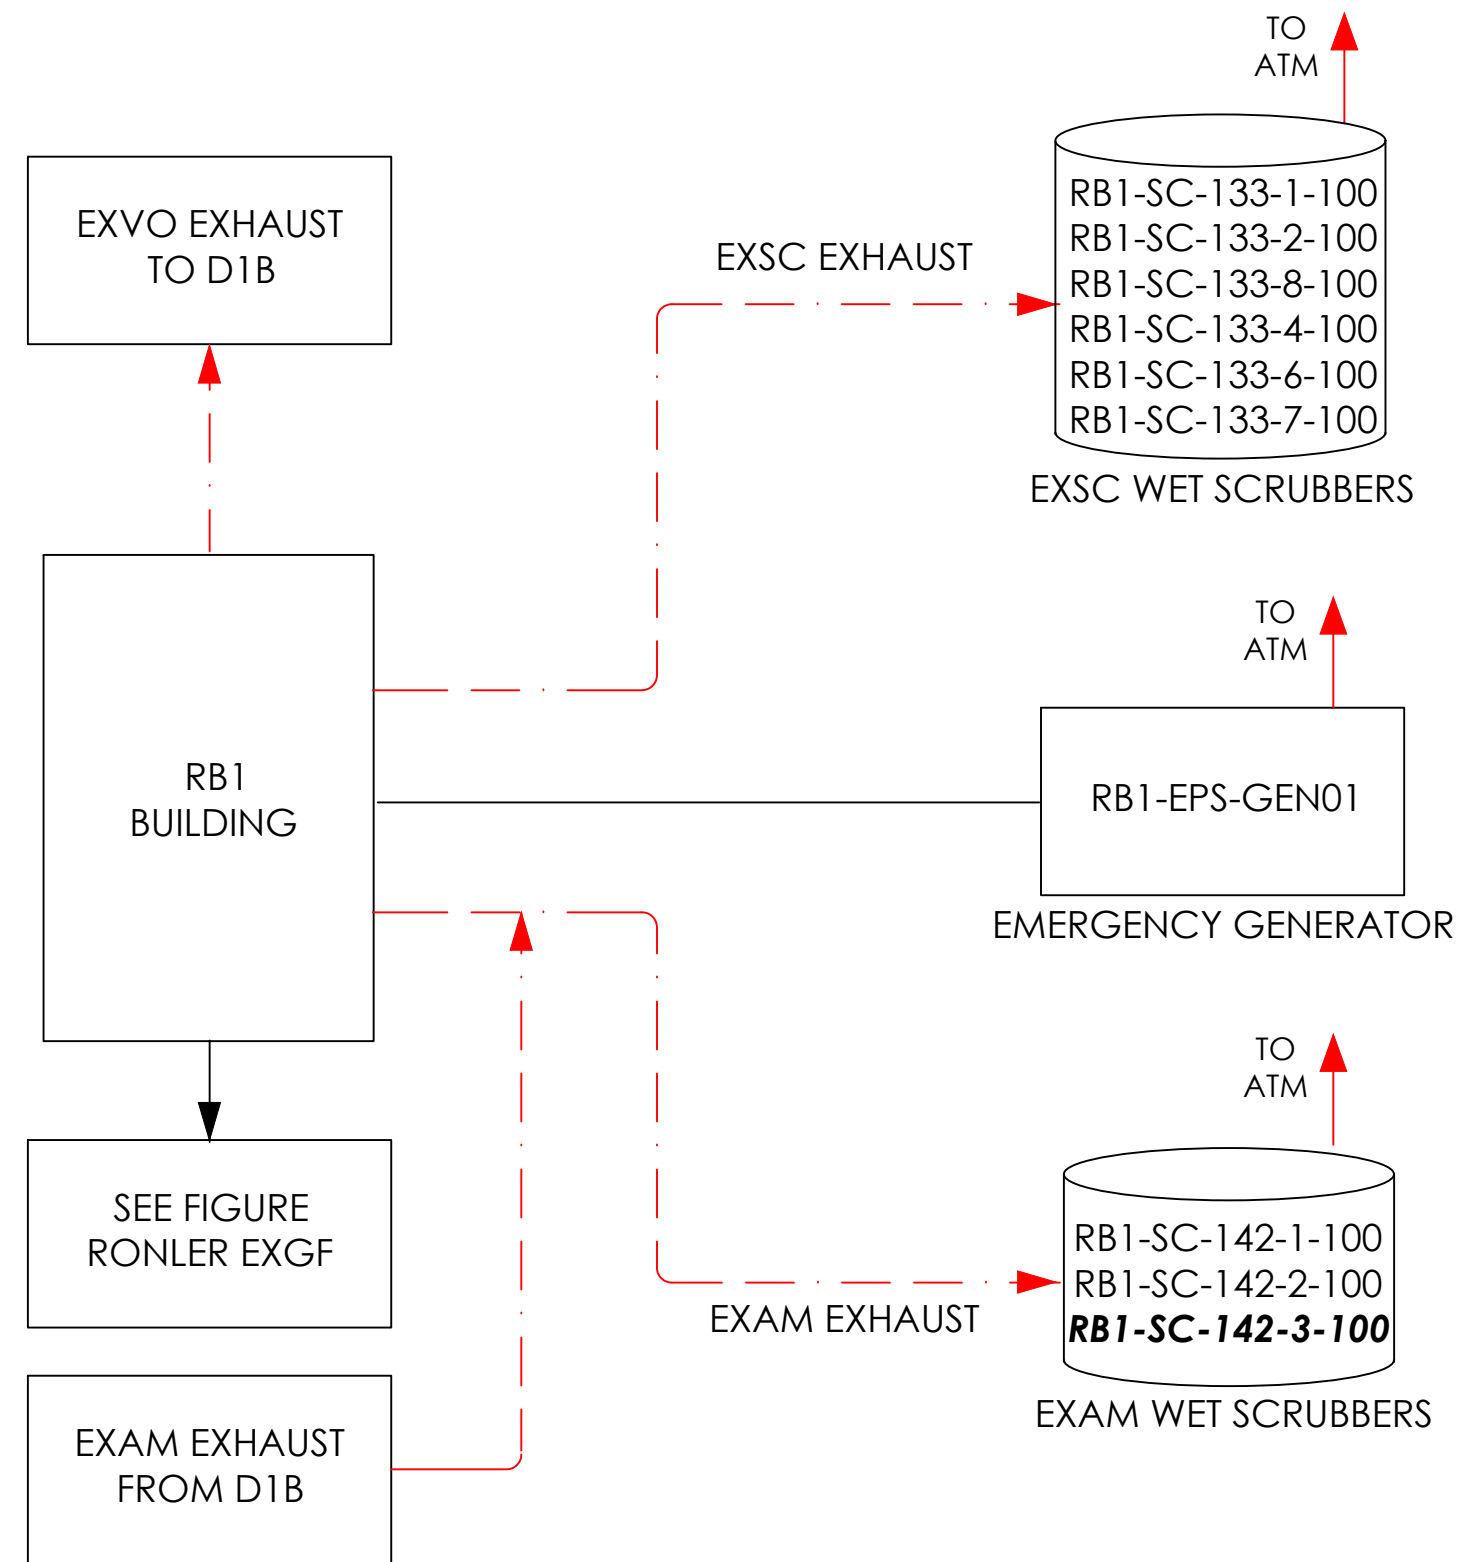 TO
ATM
RB1-SC-133-1-100
RB1-SC-133-2-100
RB1-SC-133-8-100
RB1-SC-133-4-100
RB1-SC-133-6-100
RB1-SC-133-7-100
EXSC WET SCRUBBERS
EXVO EXHAUST
TO D1B
EXSC EXHAUST
RB1
BUILDING
TO
ATM
RB1-EPS-GEN01
EMERGENCY GENERATOR
SEE FIGURE
RONLER EXGF
TO
ATM
RB1-SC-142-1-100
RB1-SC-142-2-100
RB1-SC-142-3-100
EXAM WET SCRUBBERS
EXAM EXHAUST
EXAM EXHAUST
FROM D1B